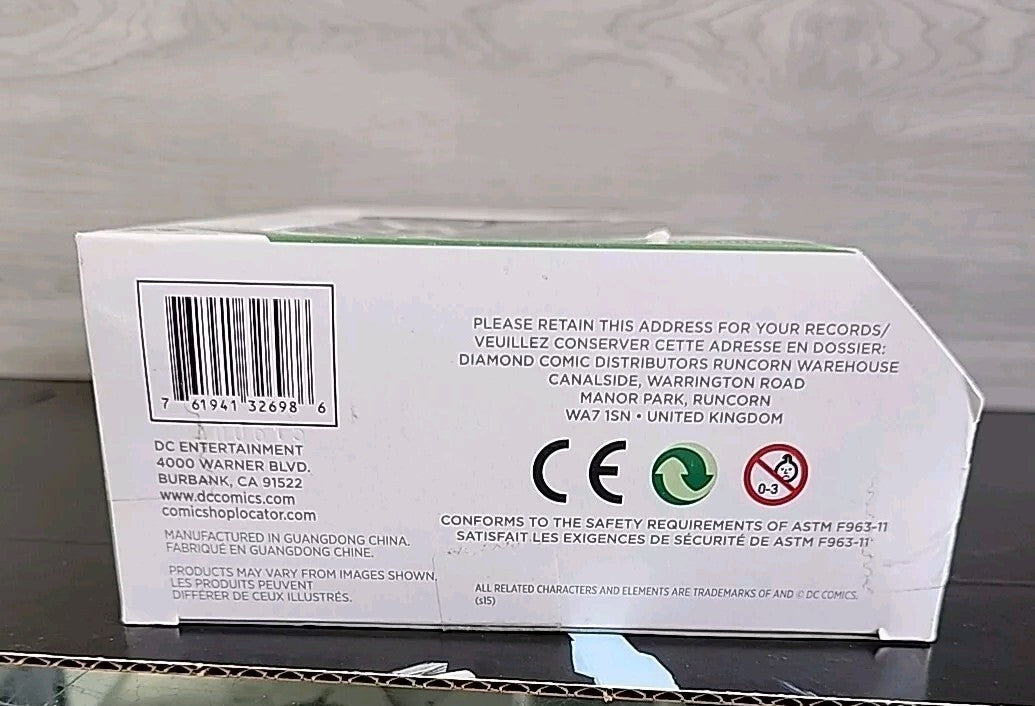 7 61941 32698 6
DC ENTERTAINMENT
4000 WARNER BLVD.
BURBANK, CA 91522
www.dccomics.com
comicshoplocator.com
MANUFACTURED IN GUANGDONG CHINA.
FABRIQUÉ EN GUANGDONG CHINE.
PRODUCTS MAY VARY FROM IMAGES SHOWN.
LES PRODUITS PEUVENT
DIFFÉRER DE CEUX ILLUSTRÉS.
PLEASE RETAIN THIS ADDRESS FOR YOUR RECORDS/
VEUILLEZ CONSERVER CETTE ADRESSE EN DOSSIER:
DIAMOND COMIC DISTRIBUTORS RUNCORN WAREHOUSE
CANALSIDE, WARRINGTON ROAD
MANOR PARK, RUNCORN
WA7 1SN • UNITED KINGDOM
CE
0-3
CONFORMS TO THE SAFETY REQUIREMENTS OF ASTM F963-11
SATISFAIT LES EXIGENCES DE SÉCURITÉ DE ASTM F963-11
ALL RELATED CHARACTERS AND ELEMENTS ARE TRADEMARKS OF AND © DC COMICS.
(s15)